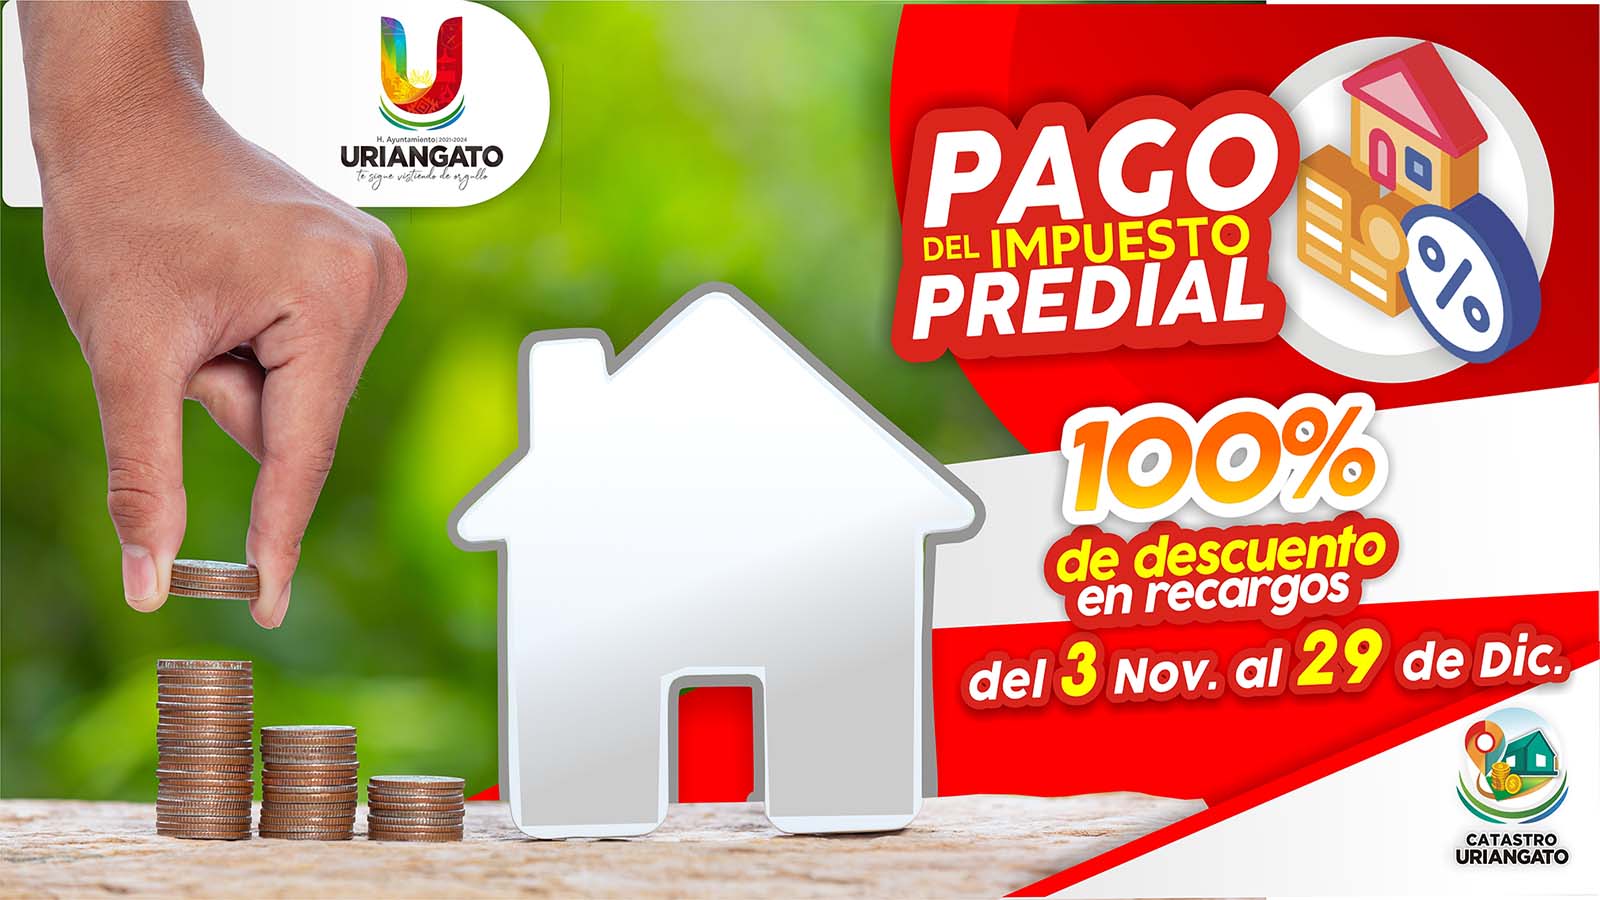 U
H. Ayuntamiento | 2021-2024
URIANGATO
te sigue vistiendo de orgullo
PAGO
DEL IMPUESTO
PREDIAL
%
100%
de descuento
en recargos
del 3 Nov. al 29 de Dic.
CATASTRO
URIANGATO